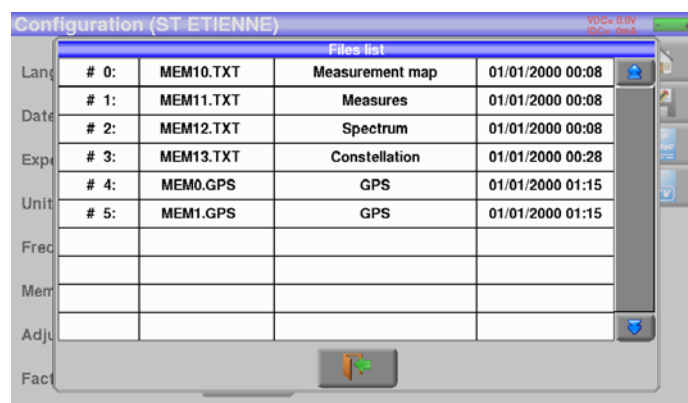 Configuration (ST ETIENNE)
VDC= 0.0V
IDC= 0mA
Files list
# 0: MEM10.TXT Measurement map 01/01/2000 00:08
# 1: MEM11.TXT Measures 01/01/2000 00:08
# 2: MEM12.TXT Spectrum 01/01/2000 00:08
# 3: MEM13.TXT Constellation 01/01/2000 00:28
# 4: MEM0.GPS GPS 01/01/2000 01:15
# 5: MEM1.GPS GPS 01/01/2000 01:15
Lang
Date
Expe
Unit
Freq
Mem
Adju
Fact